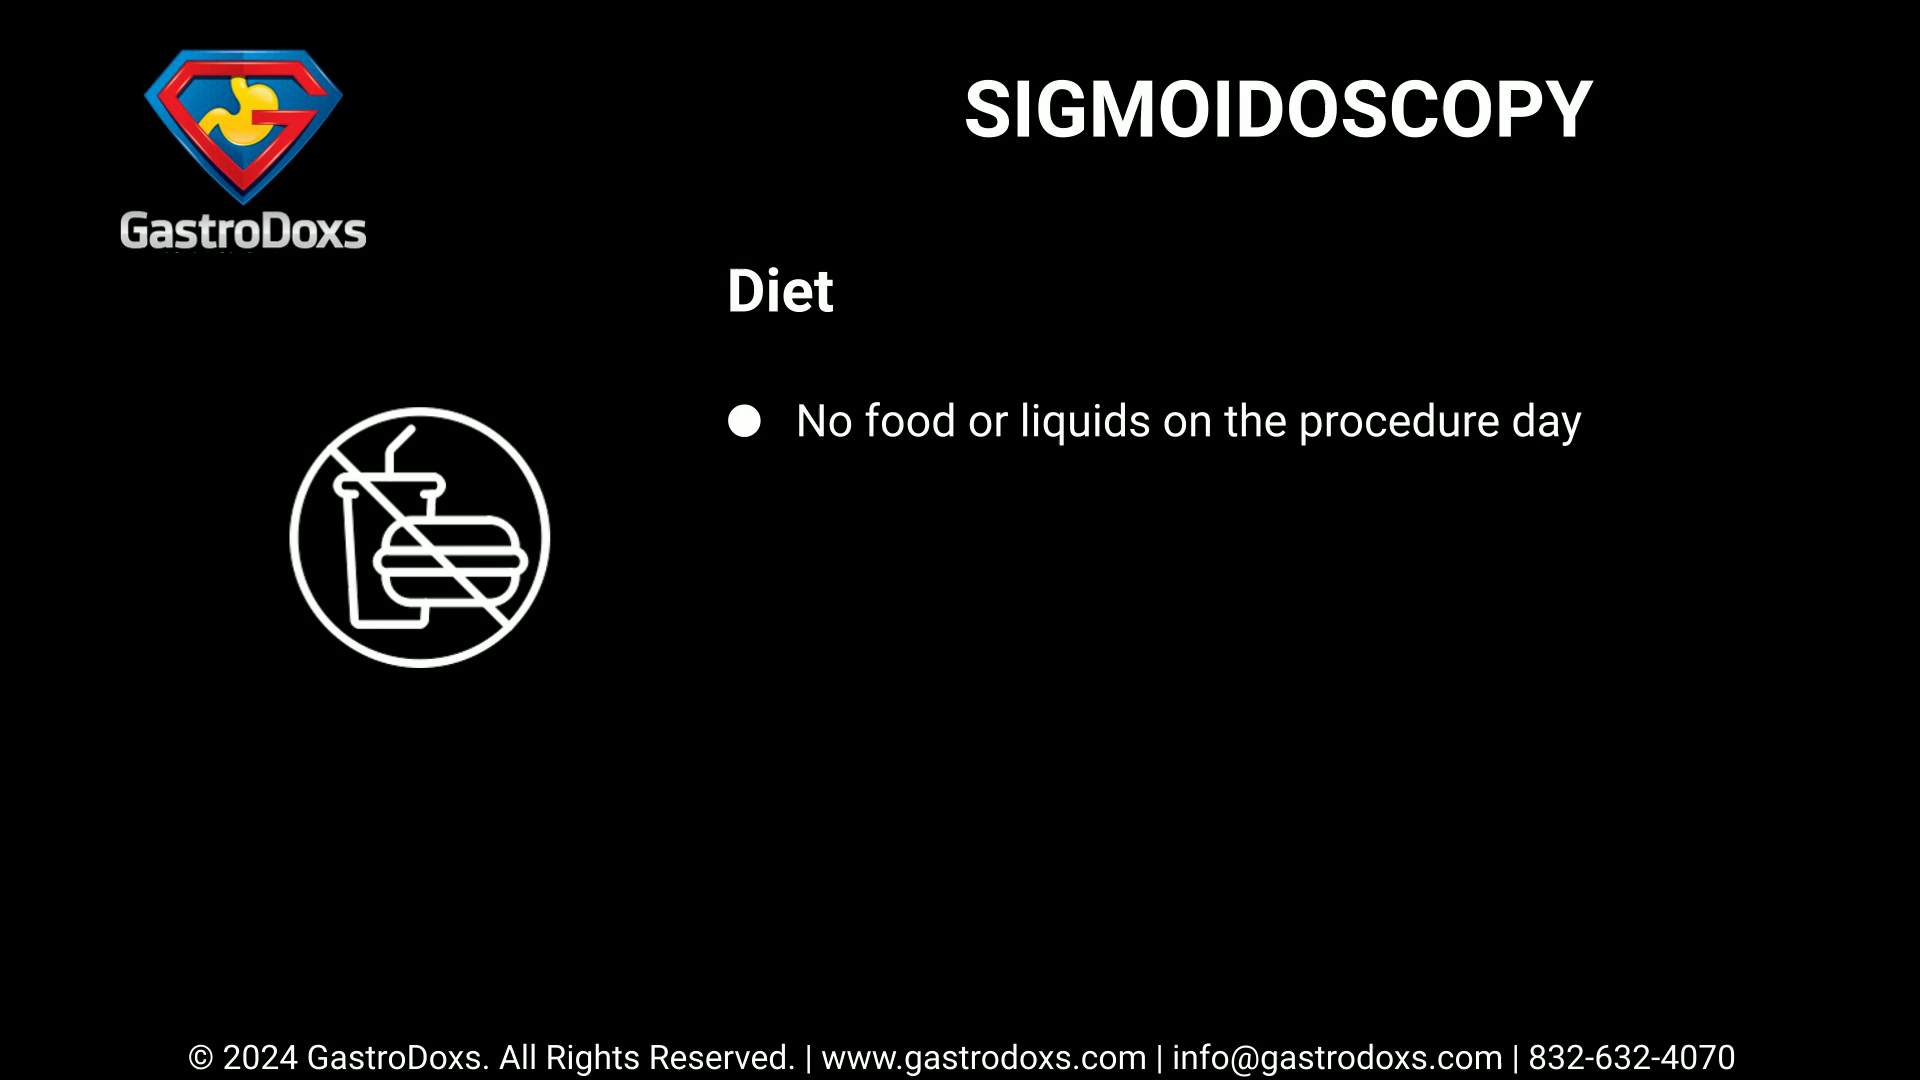 GastroDoxs
SIGMOIDOSCOPY
Diet
● No food or liquids on the procedure day
© 2024 GastroDoxs. All Rights Reserved. | www.gastrodoxs.com | info@gastrodoxs.com | 832-632-4070